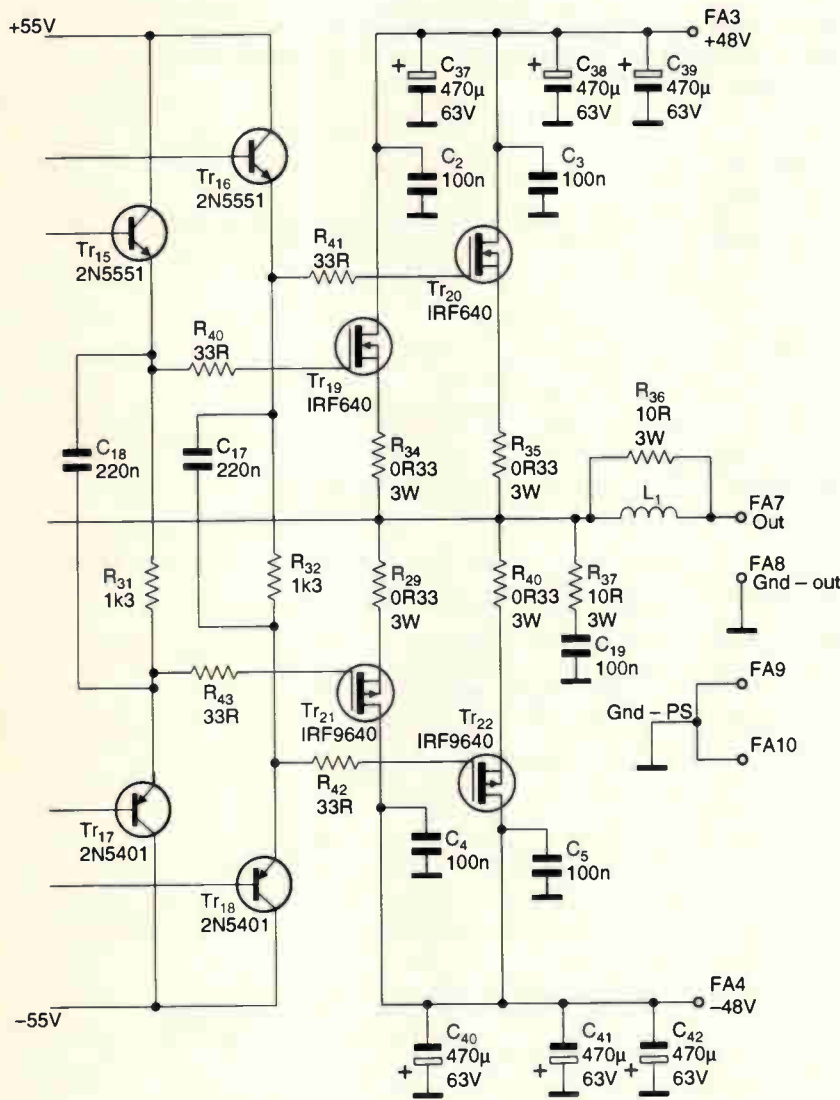 +55V
FA3
+48V
C37
470µ
63V
C38
470µ
63V
C39
470µ
63V
Tr16
2N5551
C2
100n
C3
100n
Tr15
2N5551
R41
33R
Tr20
IRF640
R40
33R
Tr19
IRF640
R36
10R
3W
C18
220n
C17
220n
R34
0R33
3W
R35
0R33
3W
L1
FA7
Out
R31
1k3
R32
1k3
R29
0R33
3W
R40
0R33
3W
R37
10R
3W
C19
100n
FA8
Gnd – out
R43
33R
Tr21
IRF9640
Tr22
IRF9640
FA9
Gnd – PS
FA10
R42
33R
Tr17
2N5401
C4
100n
C5
100n
Tr18
2N5401
–55V
FA4
–48V
C40
470µ
63V
C41
470µ
63V
C42
470µ
63V